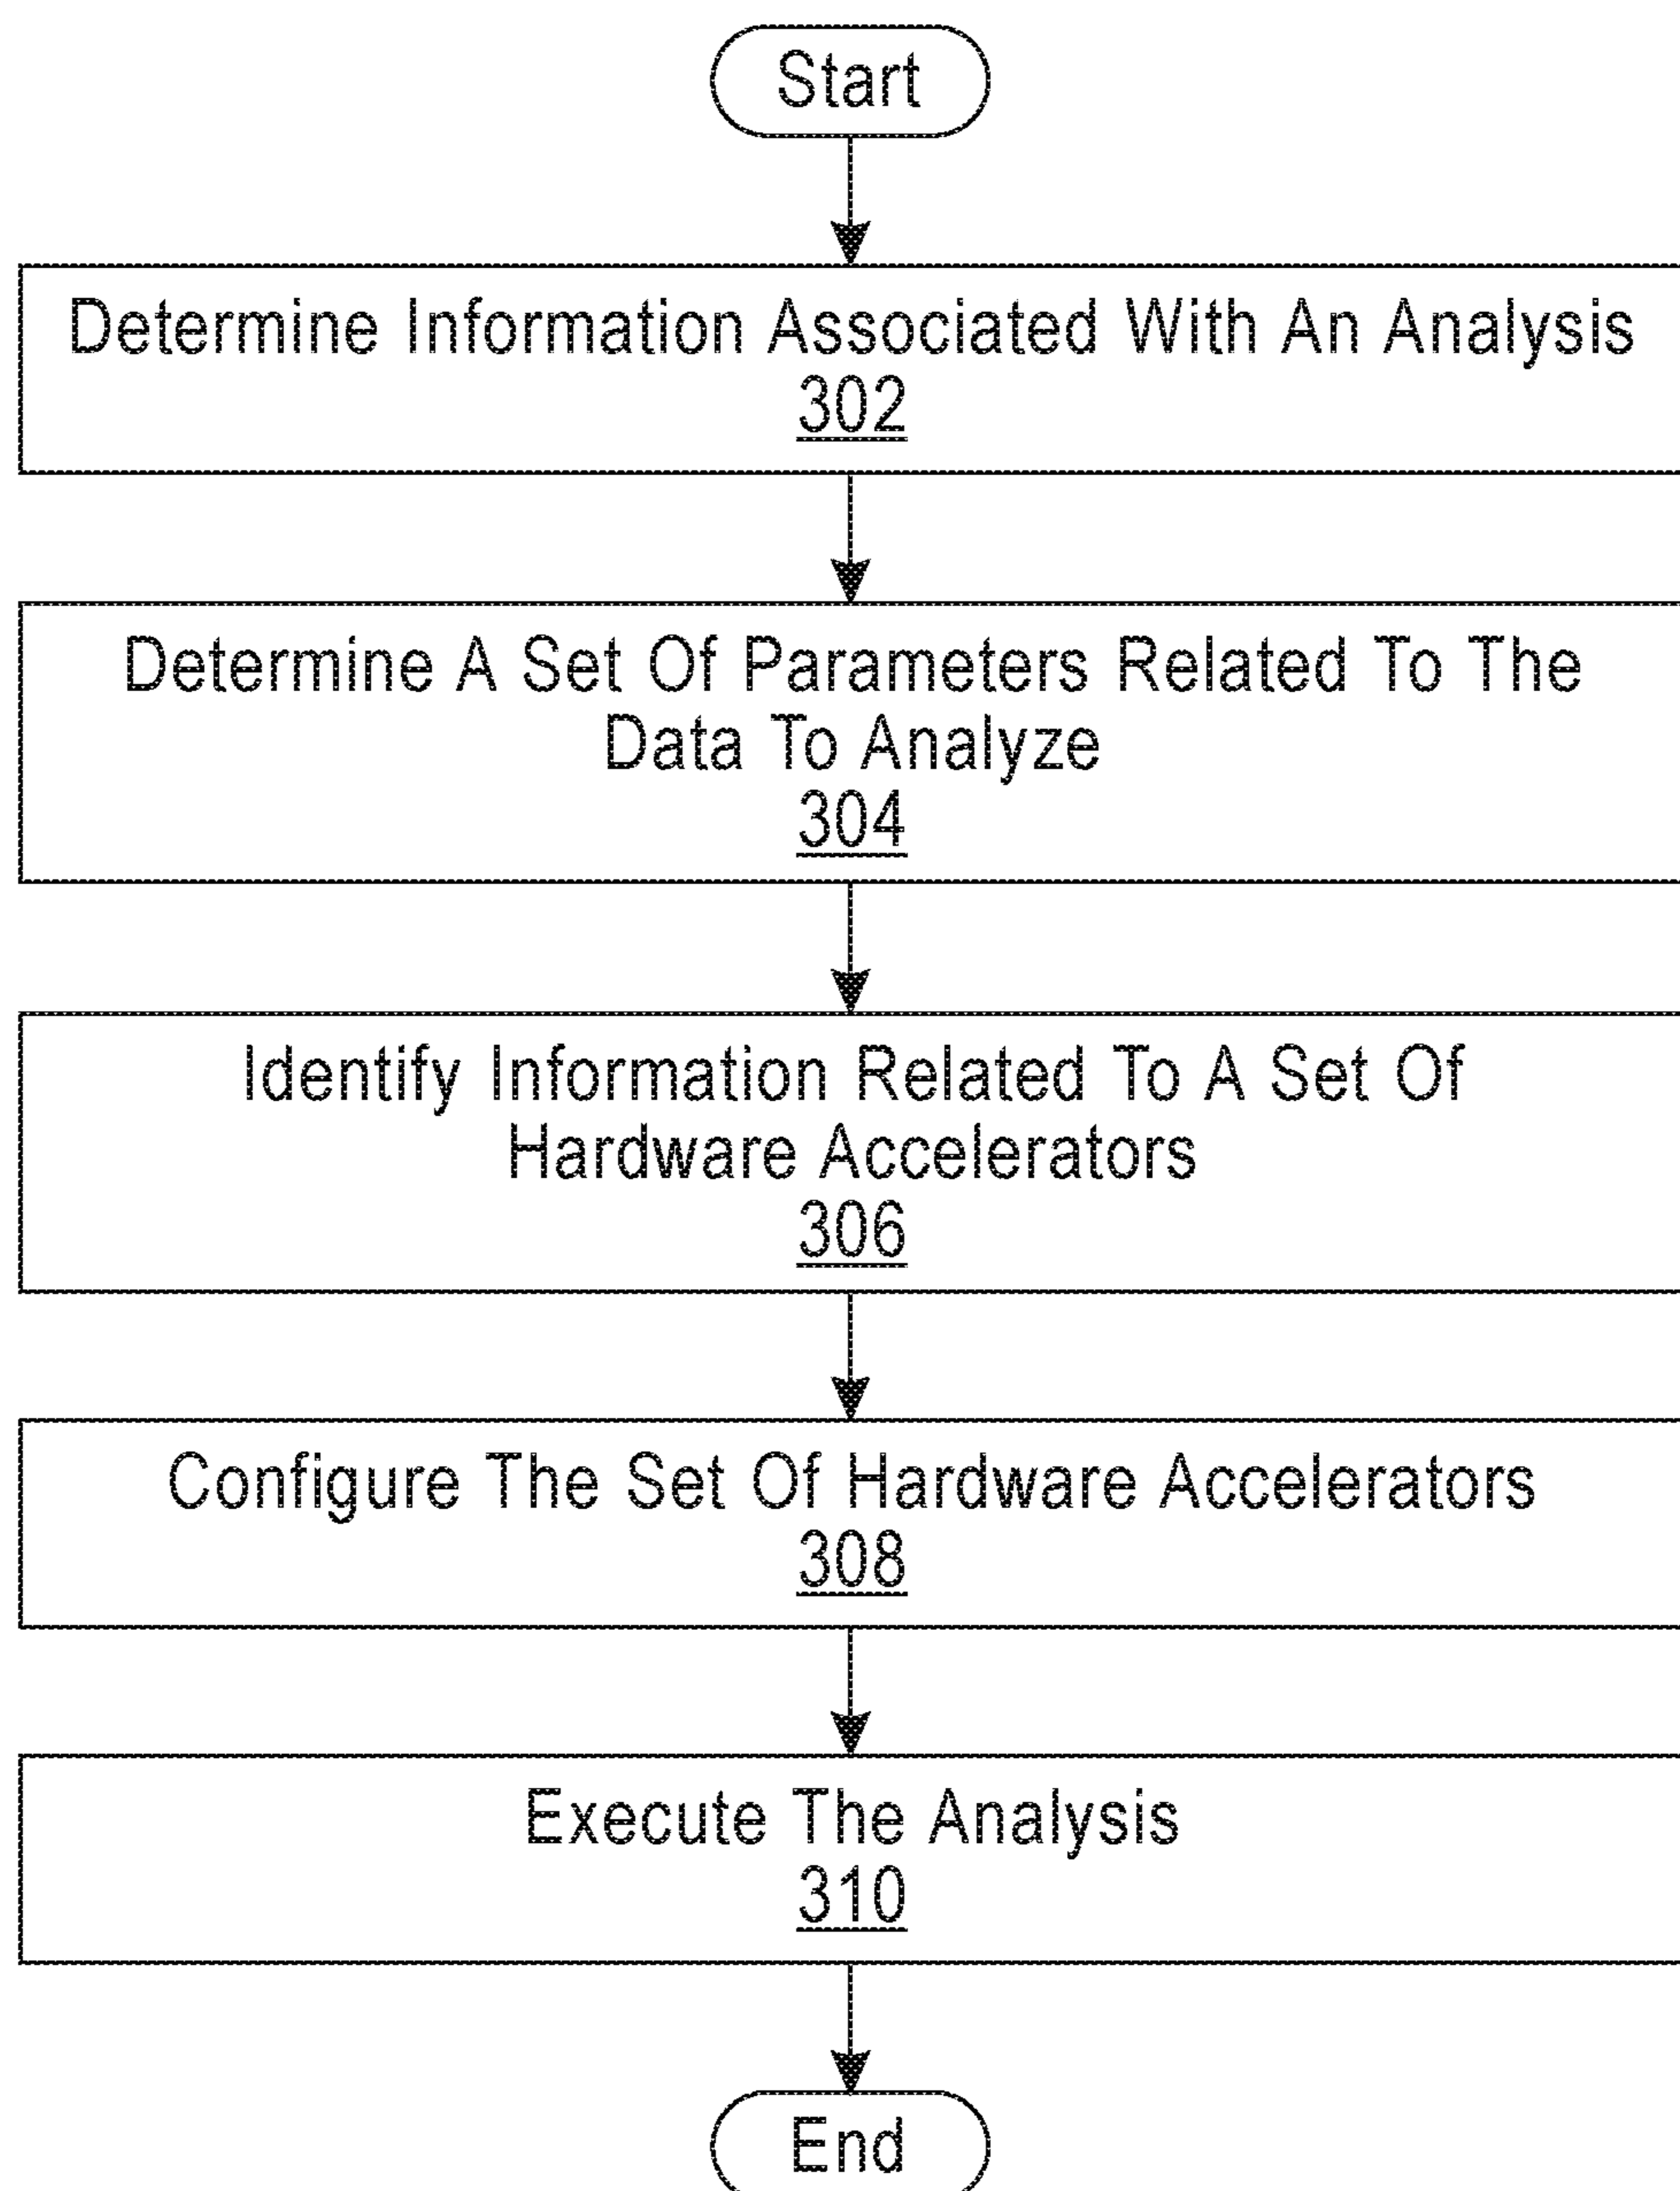 Start
Determine Information Associated With An Analysis
302
Determine A Set Of Parameters Related To The
Data To Analyze
304
Identify Information Related To A Set Of
Hardware Accelerators
306
Configure The Set Of Hardware Accelerators
308
Execute The Analysis
310
End